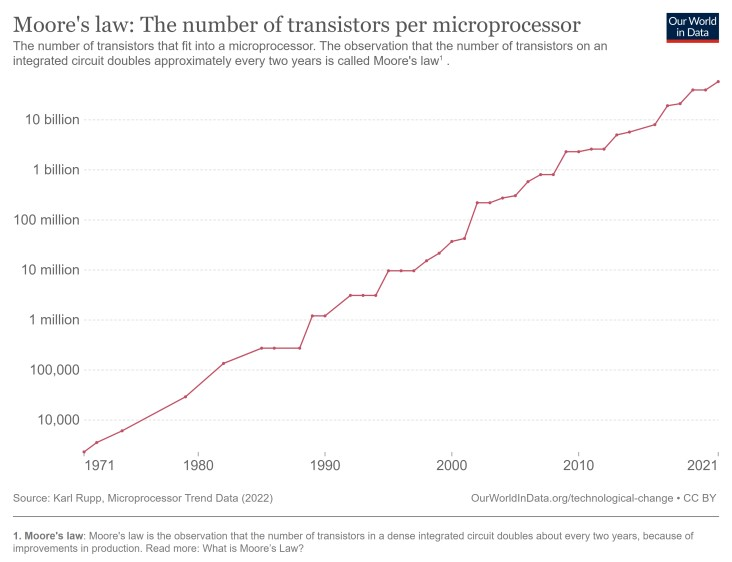 Moore's law: The number of transistors per microprocessor
Our World
in Data
The number of transistors that fit into a microprocessor. The observation that the number of transistors on an
integrated circuit doubles approximately every two years is called Moore's law¹ .
10 billion
1 billion
100 million
10 million
1 million
100,000
10,000
1971
1980
1990
2000
2010
2021
Source: Karl Rupp, Microprocessor Trend Data (2022)
OurWorldInData.org/technological-change • CC BY
1. Moore's law: Moore's law is the observation that the number of transistors in a dense integrated circuit doubles about every two years, because of
improvements in production. Read more: What is Moore’s Law?